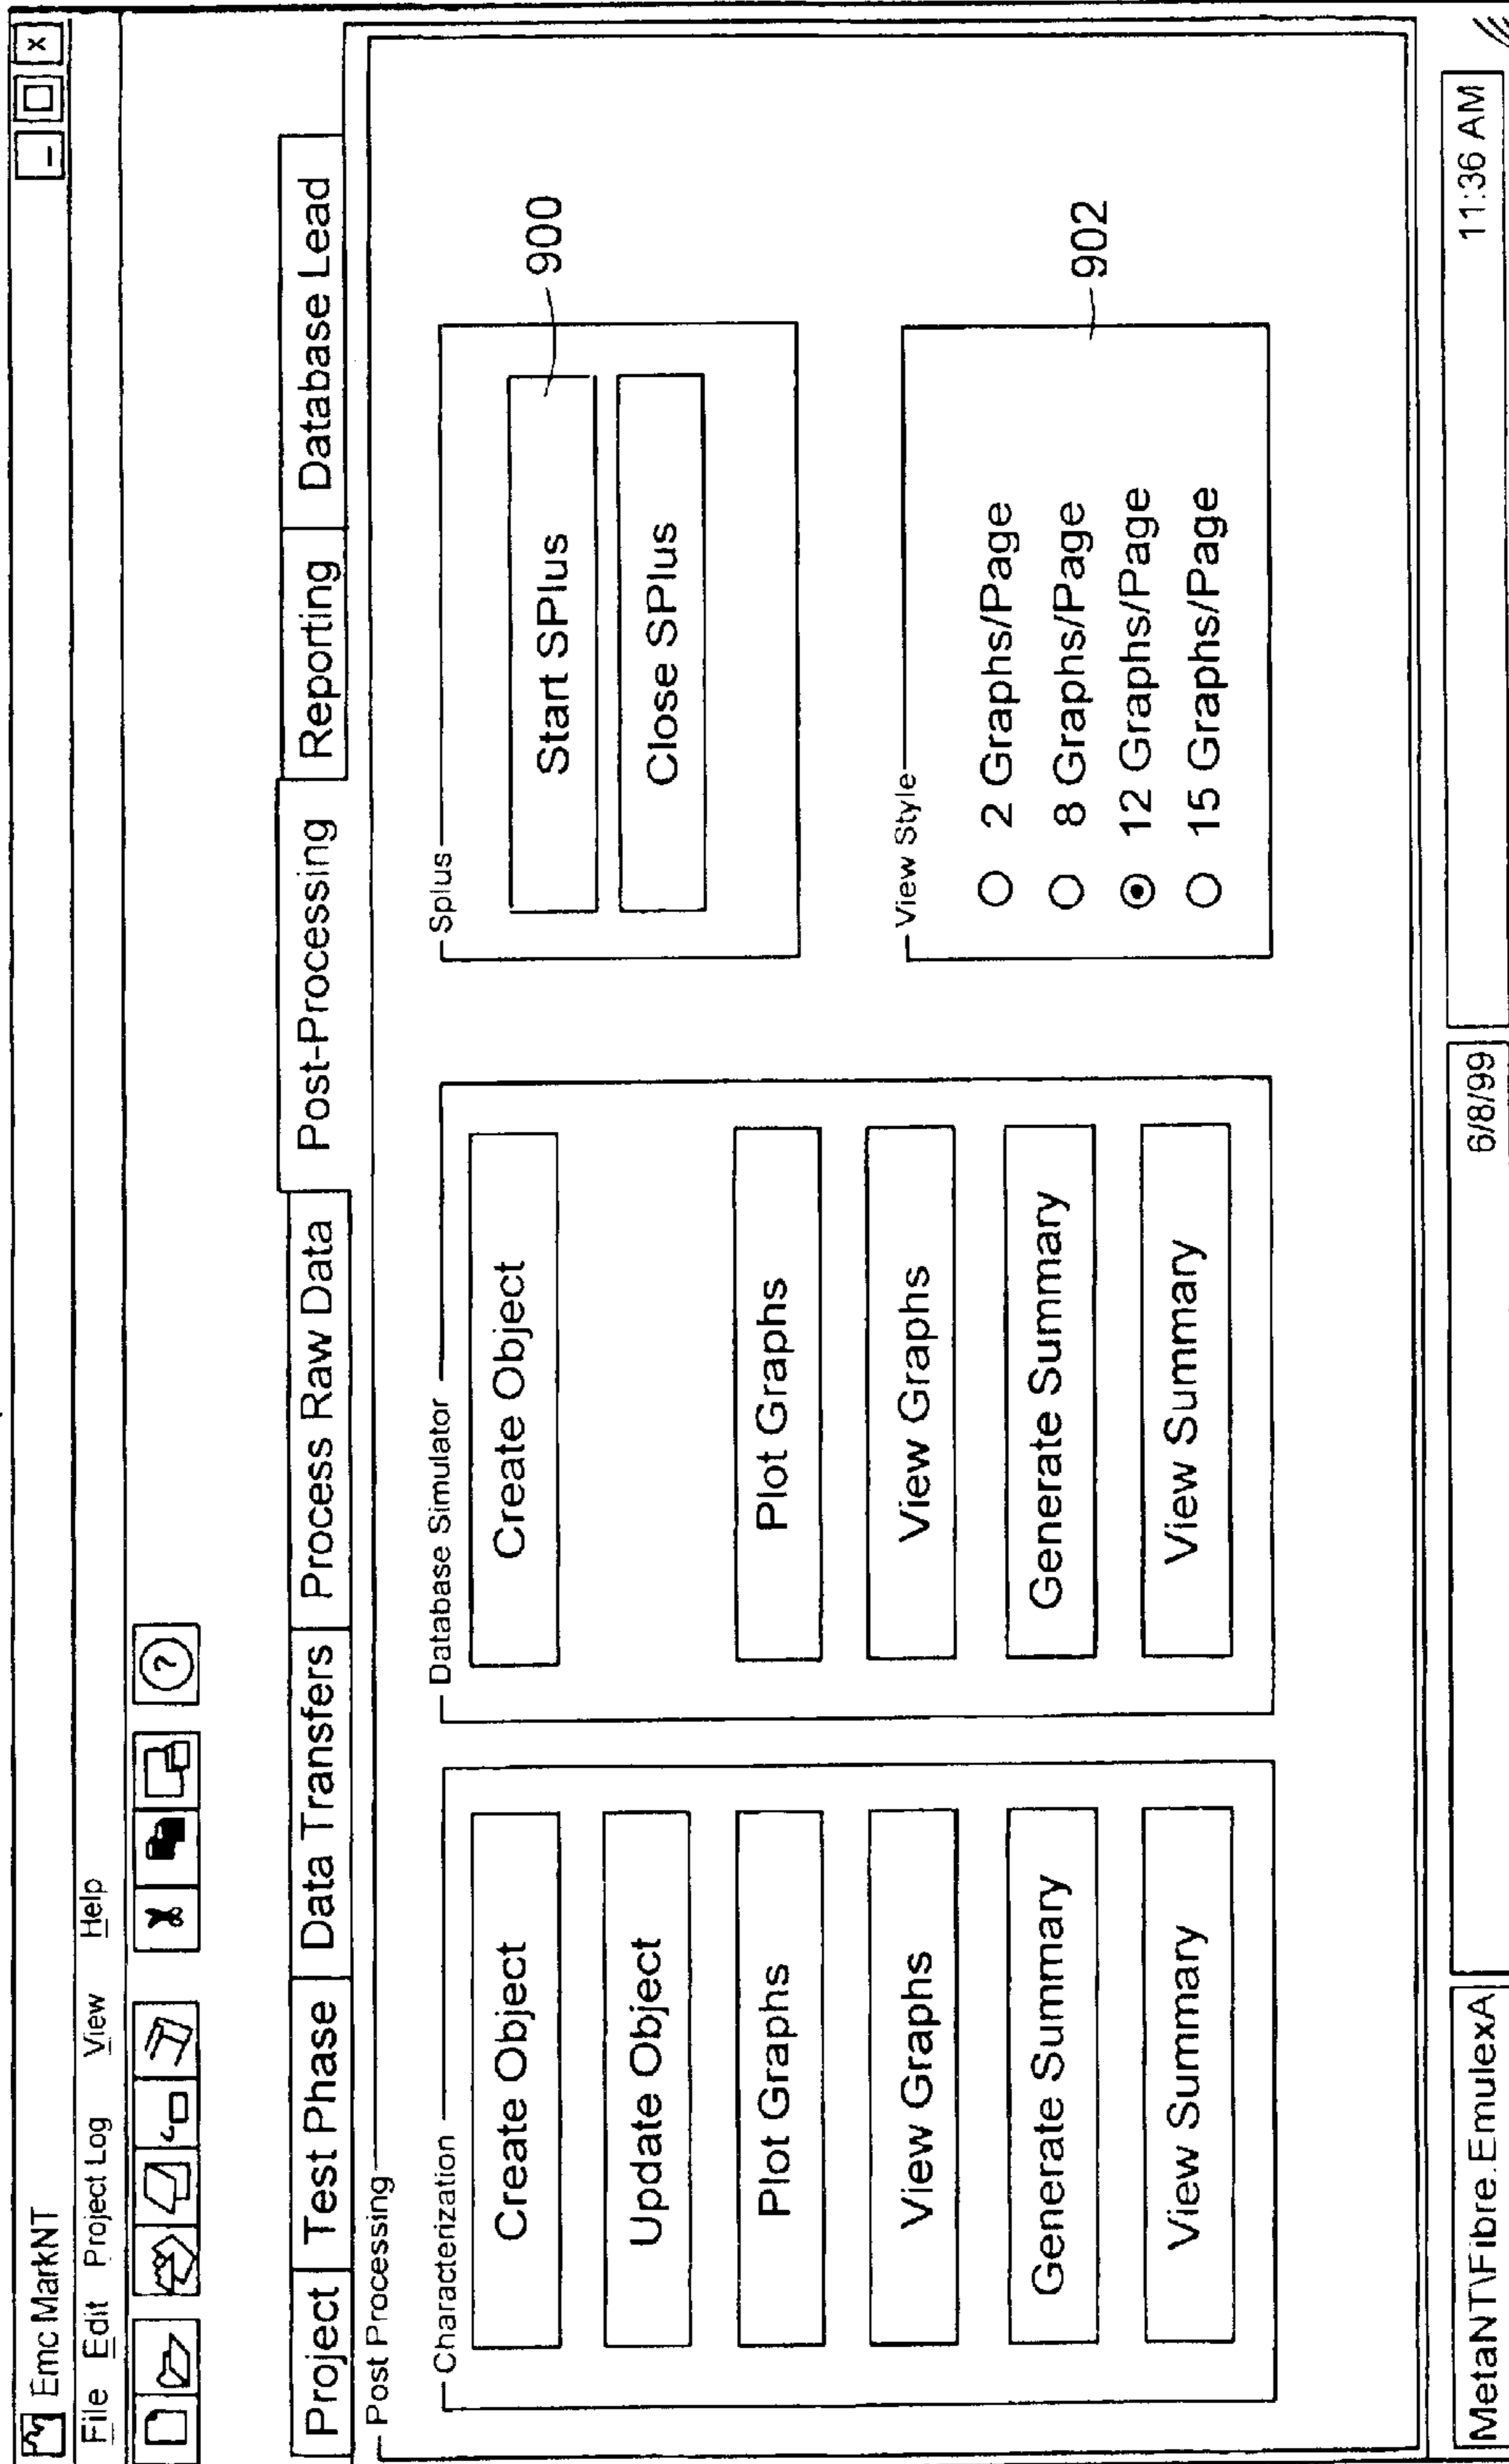 Emc MarkNT
File Edit Project Log View Help
?
Project Test Phase Data Transfers Process Raw Data Post-Processing Reporting Database Lead
Post Processing
Characterization
Create Object
Update Object
Plot Graphs
View Graphs
Generate Summary
View Summary
Database Simulator
Create Object
Plot Graphs
View Graphs
Generate Summary
View Summary
Splus
Start SPlus
Close SPlus
900
View Style
2 Graphs/Page
8 Graphs/Page
12 Graphs/Page
15 Graphs/Page
902
MetaNT\Fibre.EmulexA 6/8/99 11:36 AM